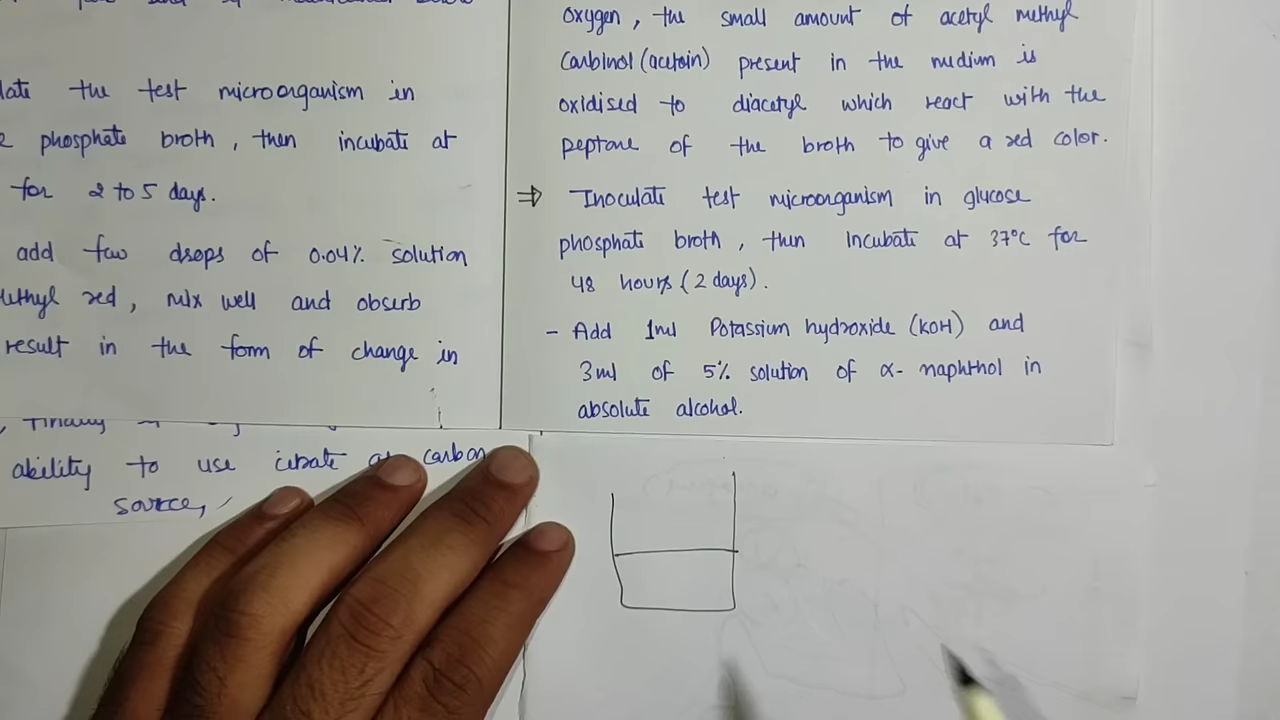 late the test microorganism in
phosphate broth, then incubate at
for 2 to 5 days.
add few drops of 0.04% solution
red, mix well and obserb
result in the form of change in
ability to use citrate as carbon
source,
oxygen, the small amount of acetyl methyl
Carbinol (acetoin) present in the medium is
oxidised to diacetyl which react with the
peptone of the broth to give a red color.
⇒ Inoculate test microorganism in glucose
phosphate broth, then incubate at 37°C for
48 hours (2 days).
- Add 1ml Potassium hydroxide (KOH) and
3ml of 5% solution of α- naphthol in
absolute alcohol.